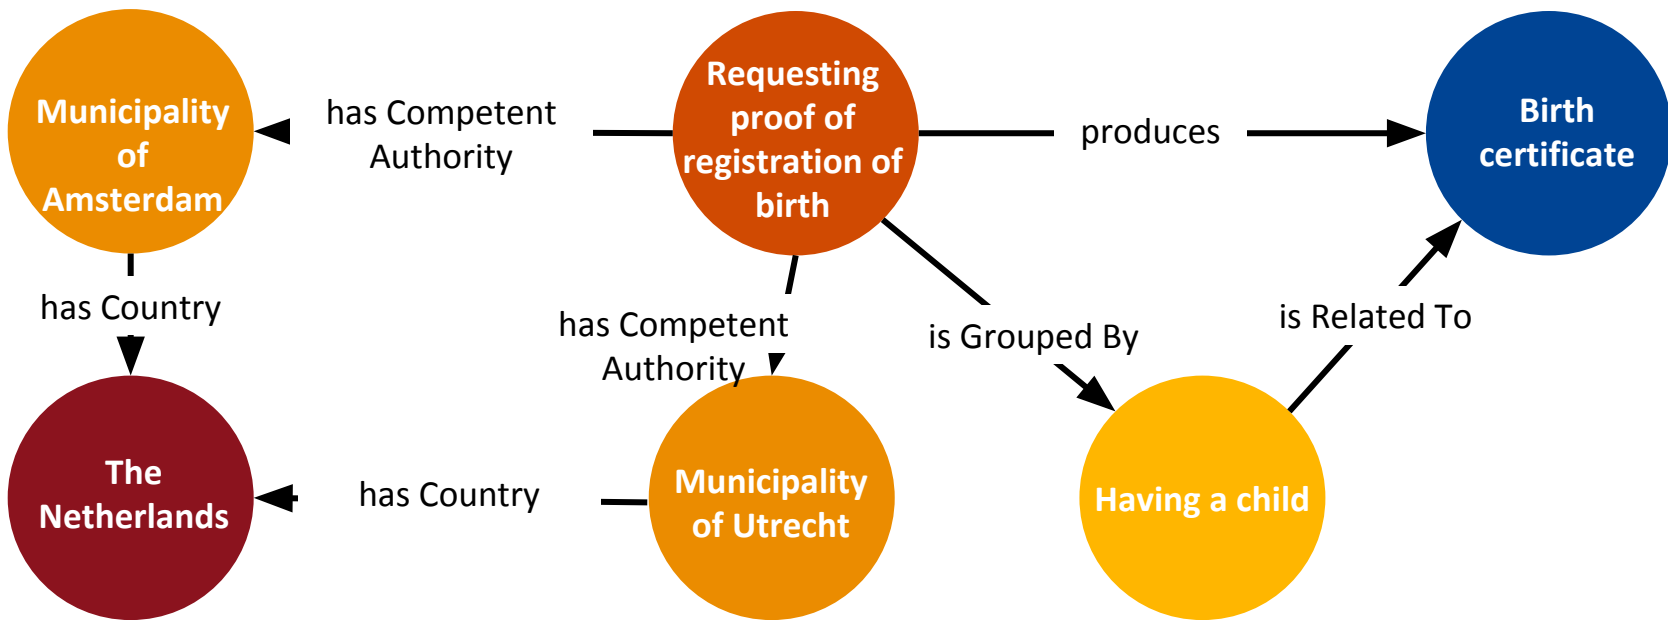 Municipality
of
Amsterdam
has Competent
Authority
Requesting
proof of
registration of
birth
produces
Birth
certificate
has Country
has Competent
Authority
is Grouped By
is Related To
The
Netherlands
has Country
Municipality
of Utrecht
Having a child